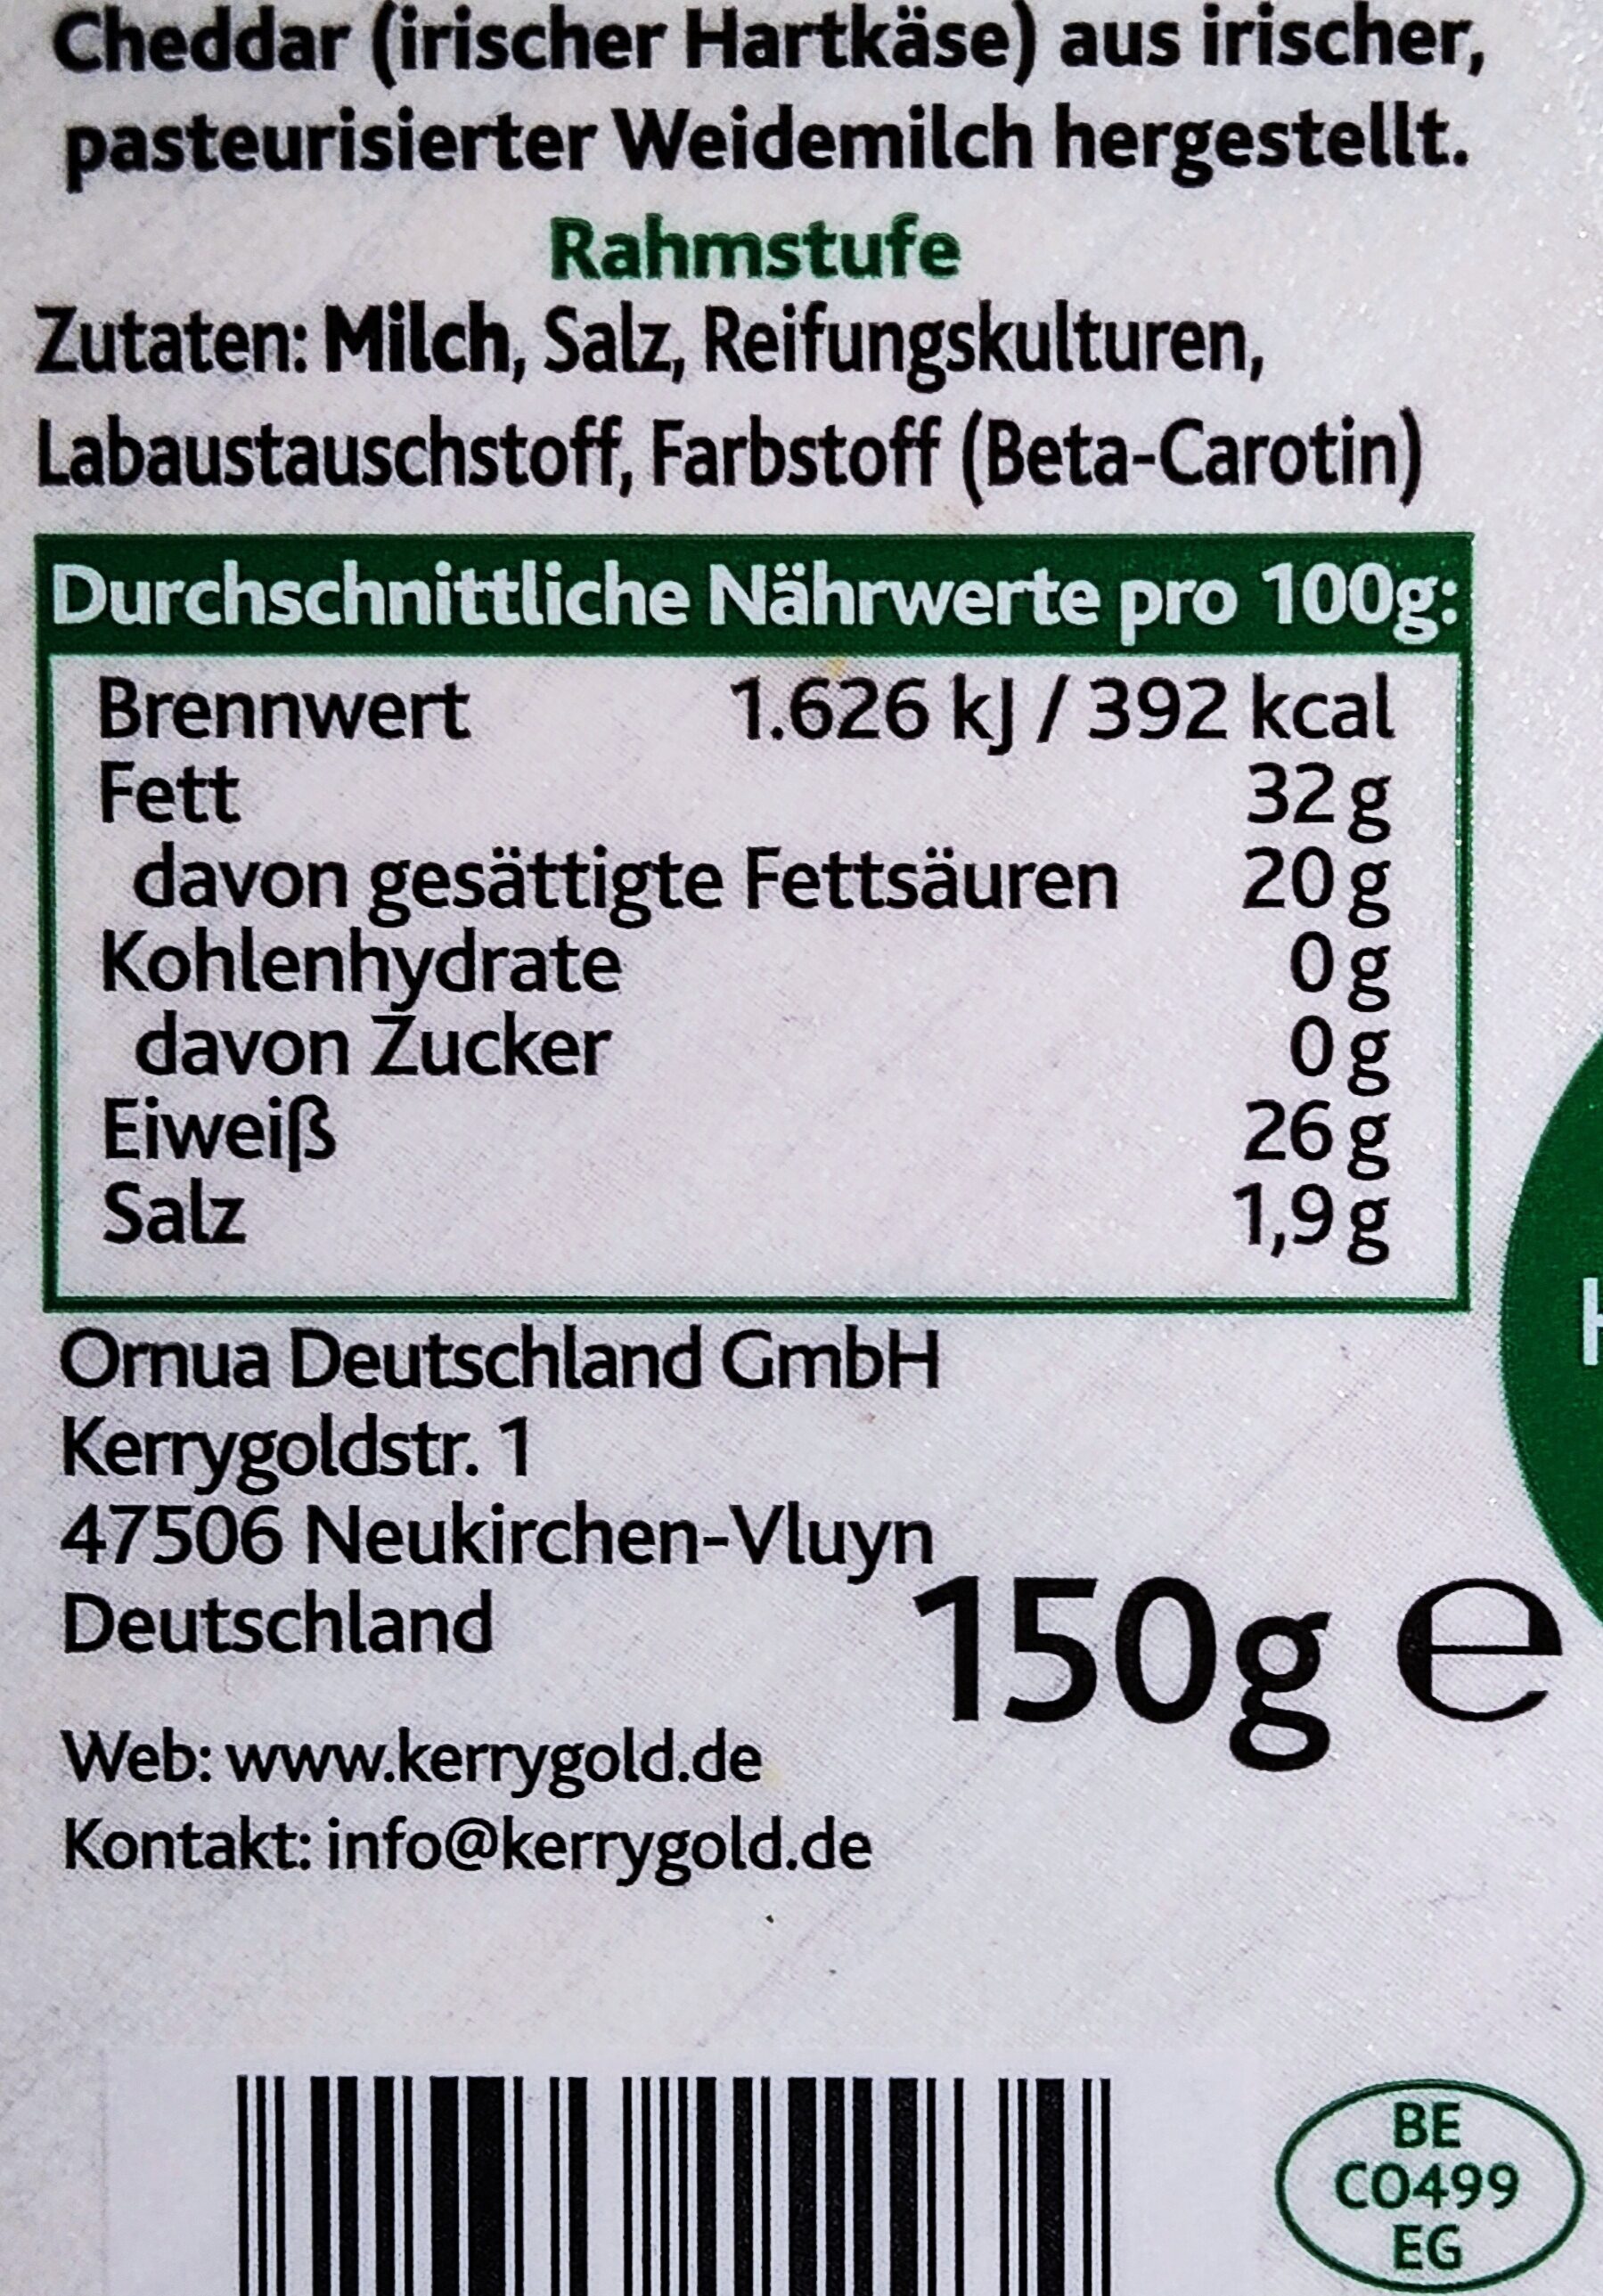 Cheddar (irischer Hartkäse) aus irischer,
pasteurisierter Weidemilch hergestellt.
Rahmstufe
Zutaten: Milch, Salz, Reifungskulturen,
Labaustauschstoff, Farbstoff (Beta-Carotin)
Durchschnittliche Nährwerte pro 100g:
Brennwert 1.626 kJ / 392 kcal
Fett 32 g
davon gesättigte Fettsäuren 20 g
Kohlenhydrate 0 g
davon Zucker 0 g
Eiweiß 26 g
Salz 1,9 g
Ornua Deutschland GmbH
Kerrygoldstr. 1
47506 Neukirchen-Vluyn
Deutschland
150g e
Web: www.kerrygold.de
Kontakt: info@kerrygold.de
BE
CO499
EG